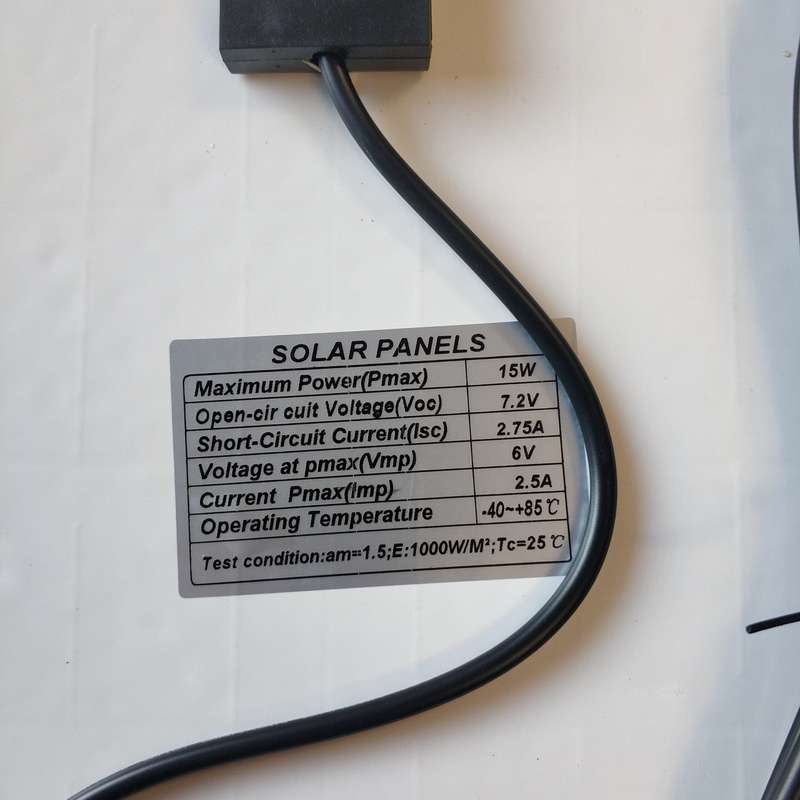 SOLAR PANELS
Maximum Power(Pmax) 15W
Open-cir cuit Voltage(Voc) 7.2V
Short-Circuit Current(Isc) 2.75A
Voltage at pmax(Vmp) 6V
Current Pmax(Imp) 2.5A
Operating Temperature -40~+85℃
Test condition:am=1.5;E:1000W/M²;Tc=25℃